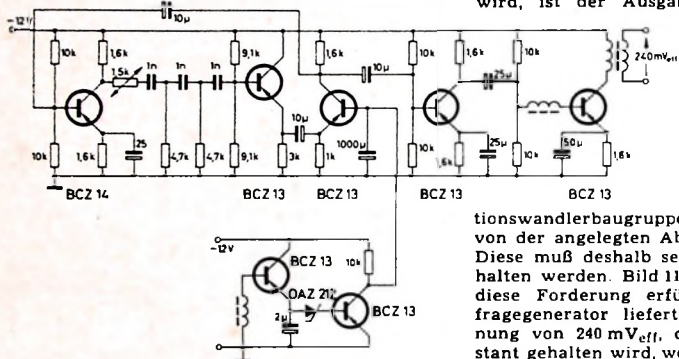 wird, ist der Ausga
-12V
10µ
10k
1,6k
1,5k
1n
1n
1n
9,1k
1,6k
10µ
10k
1,6k
25µ
10k
240mVeff
10µ
10k
1,6k
25
4,7k
4,7k
9,1k
3k
1k
1000µ
10k
1,6k
25µ
10k
50µ
1,6k
BCZ 14
BCZ 13
BCZ 13
BCZ 13
BCZ 13
-12V
BCZ 13
10k
OAZ 212
BCZ 13
2µ
tionswandlerbaugruppe
von der angelegten Ab
Diese muß deshalb se
halten werden. Bild 11
diese Forderung erfü
fragegenerator liefert
nung von 240 mVeff, d
stant gehalten wird, we